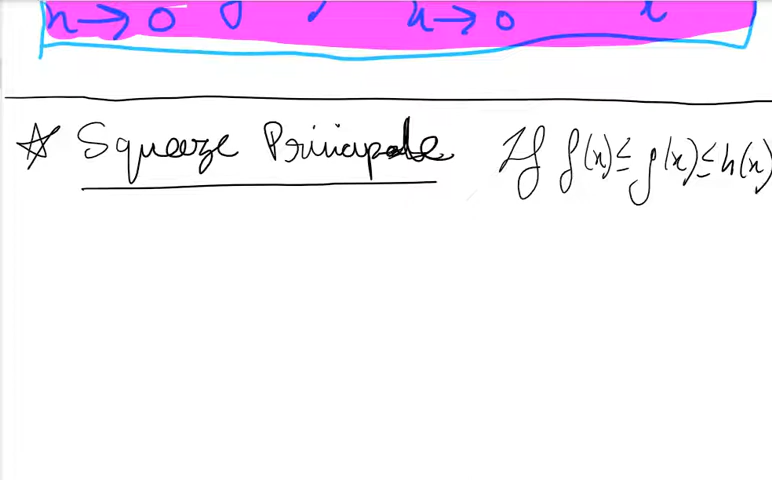 x→0 x→0 x
☆ Squeeze Principle If f(x) ≤ g(x) ≤ h(x)